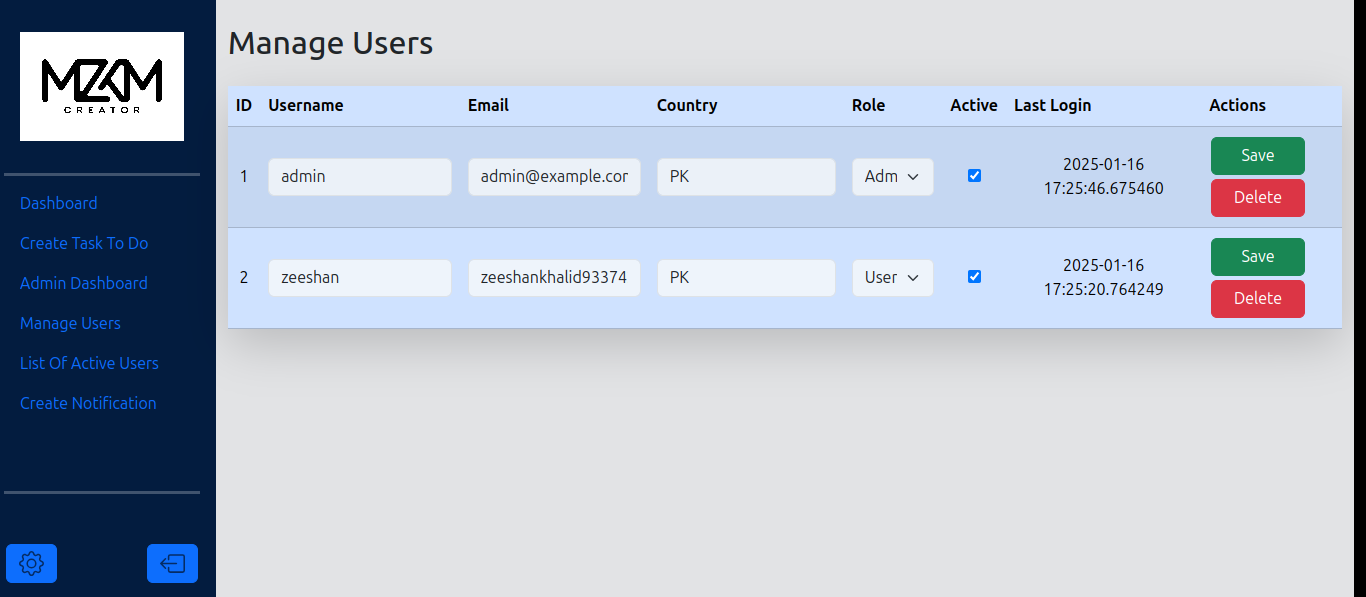 MZKM
CREATOR
Dashboard
Create Task To Do
Admin Dashboard
Manage Users
List Of Active Users
Create Notification
Manage Users
ID Username Email Country Role Active Last Login Actions
1 admin admin@example.cor PK Adm 2025-01-16 17:25:46.675460 Save Delete
2 zeeshan zeeshankhalid93374 PK User 2025-01-16 17:25:20.764249 Save Delete